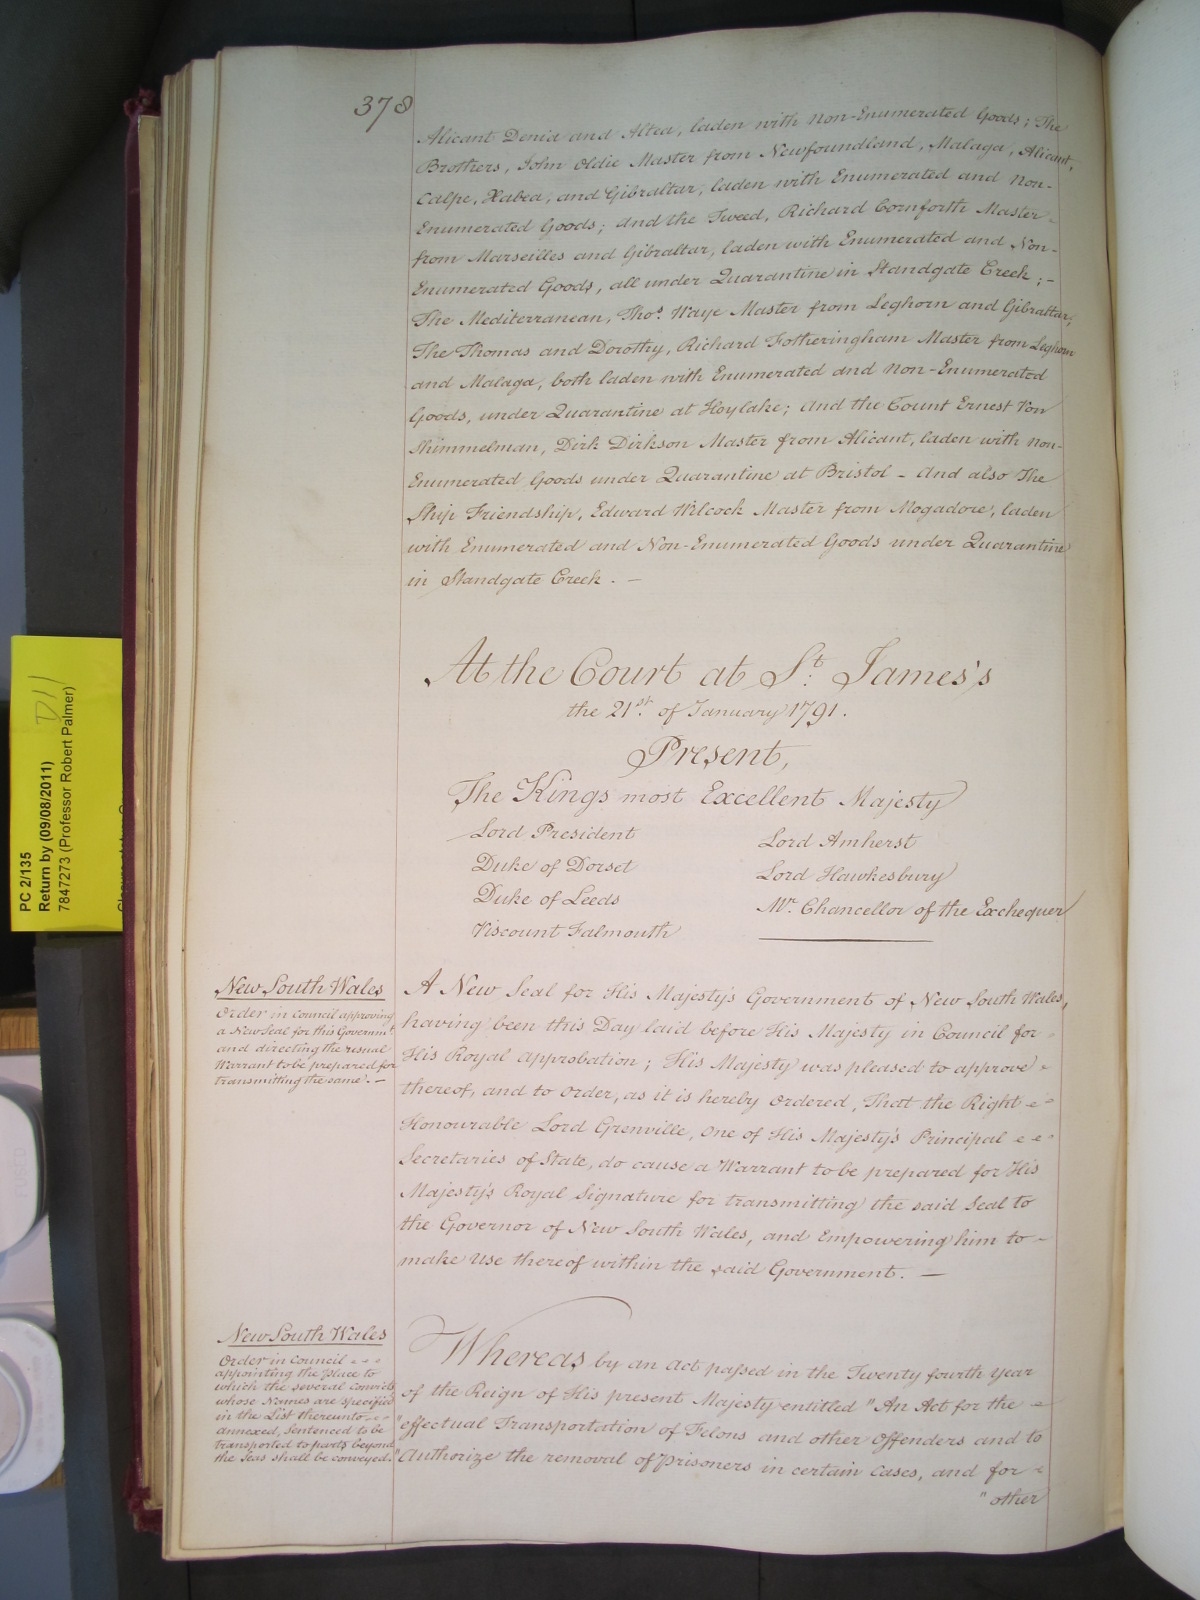 378
Alicant Denia and Altea, laden with Non-Enumerated Goods; The
Brothers, John Oldie Master from Newfoundland, Malaga, Alicant,
Calpe, Xabea, and Gibraltar, laden with Enumerated and Non-
Enumerated Goods; And the Tweed, Richard Cornforth Master
from Marseilles and Gibraltar, laden with Enumerated and Non-
Enumerated Goods, all under Quarantine in Standgate Creek; -
The Mediterranean, Thos. Waye Master from Leghorn and Gibraltar;
The Thomas and Dorothy, Richard Fotheringham Master from Leghorn
and Malaga, both laden with Enumerated and Non-Enumerated
Goods, under Quarantine at Hoylake; And the Count Ernest Von
Shimmelman, Dirk Dirkson Master from Alicant, laden with Non-
Enumerated Goods under Quarantine at Bristol - And also The
Ship Friendship, Edward Wilcock Master from Mogadore, laden
with Enumerated and Non-Enumerated Goods under Quarantine
in Standgate Creek. -
At the Court at St. James's
the 21st. of January 1791.
Present,
The Kings most Excellent Majesty
Lord President
Duke of Dorset
Duke of Leeds
Viscount Falmouth
Lord Amherst
Lord Hawkesbury
Mr. Chancellor of the Exchequer
New South Wales
Order in Council approving
a New Seal for this Governmt.
and directing the usual
Warrant to be prepared for
transmitting the same. -
A New Seal for His Majesty's Government of New South Wales,
having been this Day laid before His Majesty in Council for
His Royal approbation; His Majesty was pleased to approve
thereof, and to Order, as it is hereby Ordered, That the Right
Honourable Lord Grenville, One of His Majesty's Principal
Secretaries of State, do cause a Warrant to be prepared for His
Majesty's Royal Signature for transmitting the said Seal to
the Governor of New South Wales, and Empowering him to -
make Use thereof within the said Government. -
New South Wales
Order in Council
appointing the Place to
which the several Convicts
whose Names are specified
in the List thereunto
annexed, Sentenced to be
transported to parts beyond
the Seas shall be conveyed.
Whereas by an Act passed in the Twenty fourth Year
of the Reign of His present Majesty entitled "An Act for the
"effectual Transportation of Felons and other Offenders and to
"Authorize the removal of Prisoners in certain Cases, and for
"other
PC 2/135
Return by (09/08/2011)
7847273 (Professor Robert Palmer)
D11